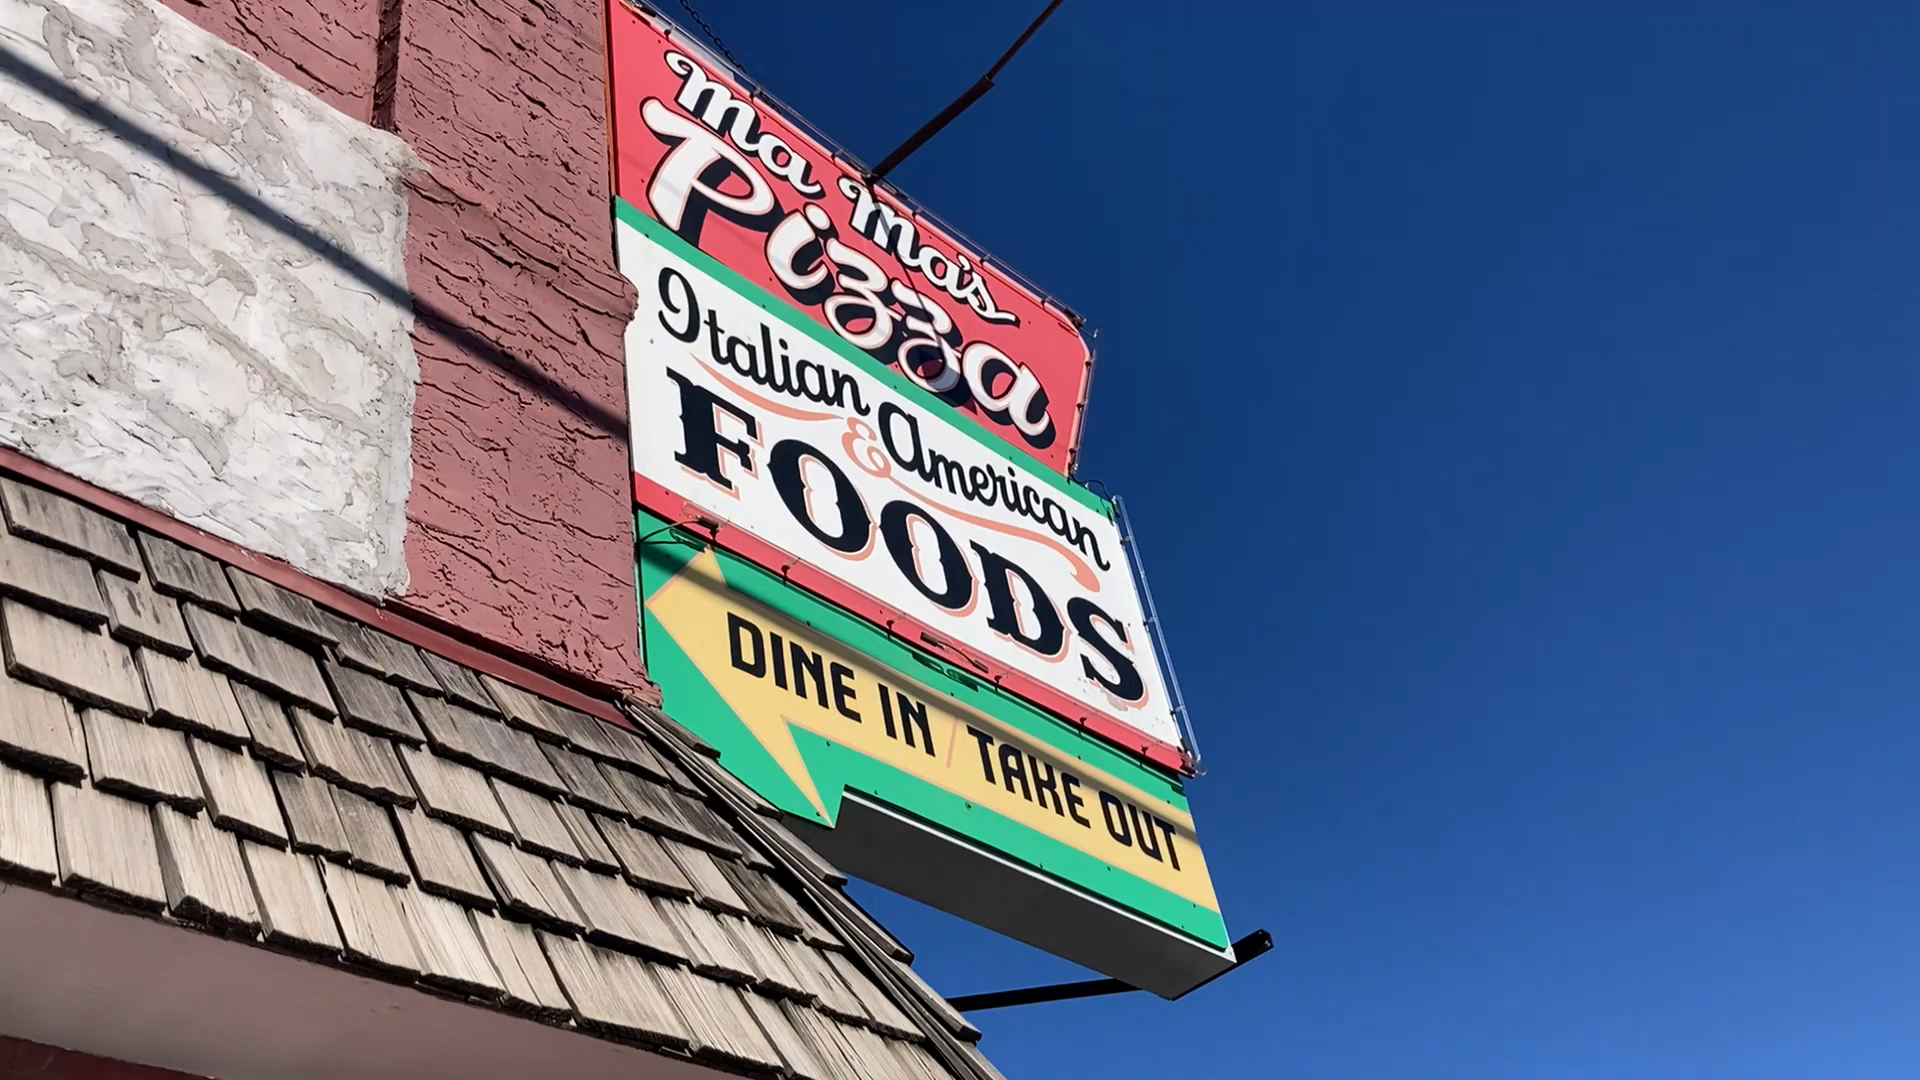 Ma Ma's
Pizza
Italian & American
FOODS
DINE IN / TAKE OUT